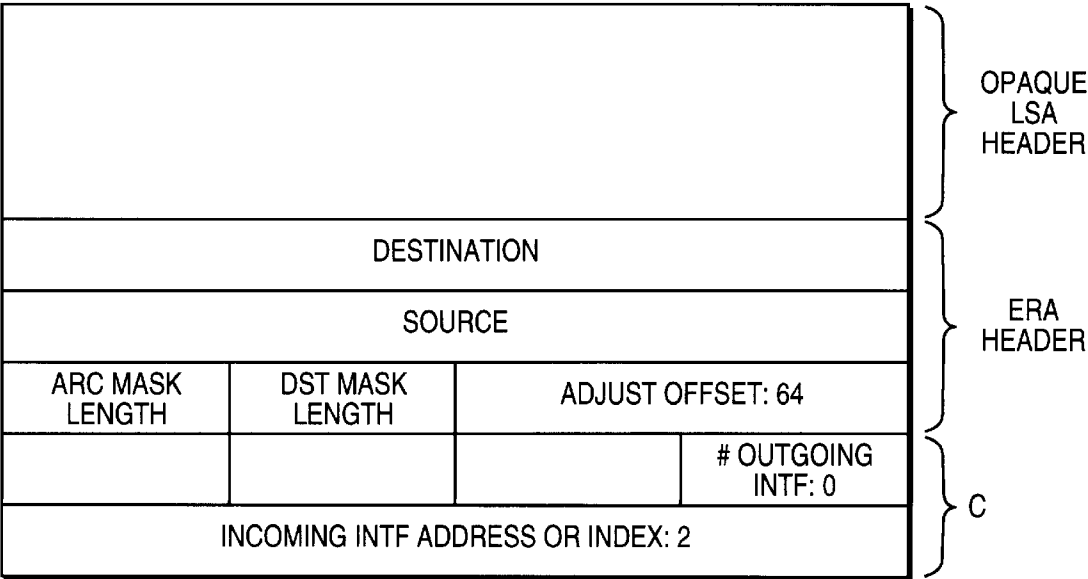 OPAQUE
LSA
HEADER
DESTINATION
SOURCE
ERA
HEADER
ARC MASK
LENGTH
DST MASK
LENGTH
ADJUST OFFSET: 64
# OUTGOING
INTF: 0
C
INCOMING INTF ADDRESS OR INDEX: 2